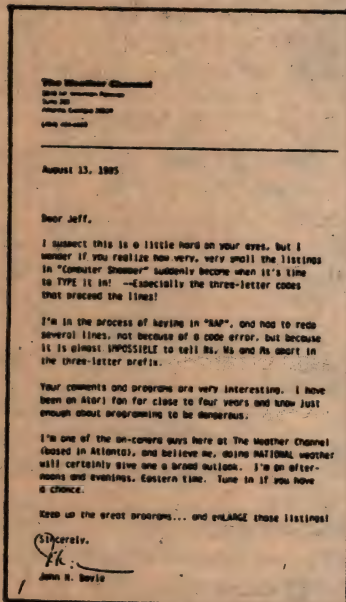 The Weather Channel
Atlanta Georgia
August 13, 1985
Dear Jeff,
I suspect this is a little hard on your eyes, but I
wonder if you realize how very, very small the listings
in "Computer Shopper" suddenly become when it's time
to TYPE it in! --Especially the three-letter codes
that proceed the lines!
I'm in the process of keying in "RAP", and had to redo
several lines, not because of a code error, but because
it is almost IMPOSSIBLE to tell Ms, Ws and Rs apart in
the three-letter prefix.
Your comments and programs are very interesting. I have
been an Atari fan for close to four years and know just
enough about programming to be dangerous.
I'm one of the on-camera guys here at The Weather Channel
(based in Atlanta), and believe me, doing NATIONAL weather
will certainly give one a broad outlook. I'm on after-
noons and evenings, Eastern time. Tune in if you have
a chance.
Keep up the great programs... and enLARGE those listings!
Sincerely,
John H. Doyle